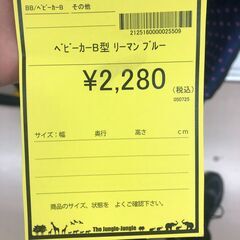 BB/ベビーカーB その他
2125160000025509
ベビーカーB型 リーマン ブルー
¥2,280
(税込)
050725
サイズ:幅 奥行 高さ cm
商品のサイズ、状態を よくご確認下さい。
The Jungle-Jungle